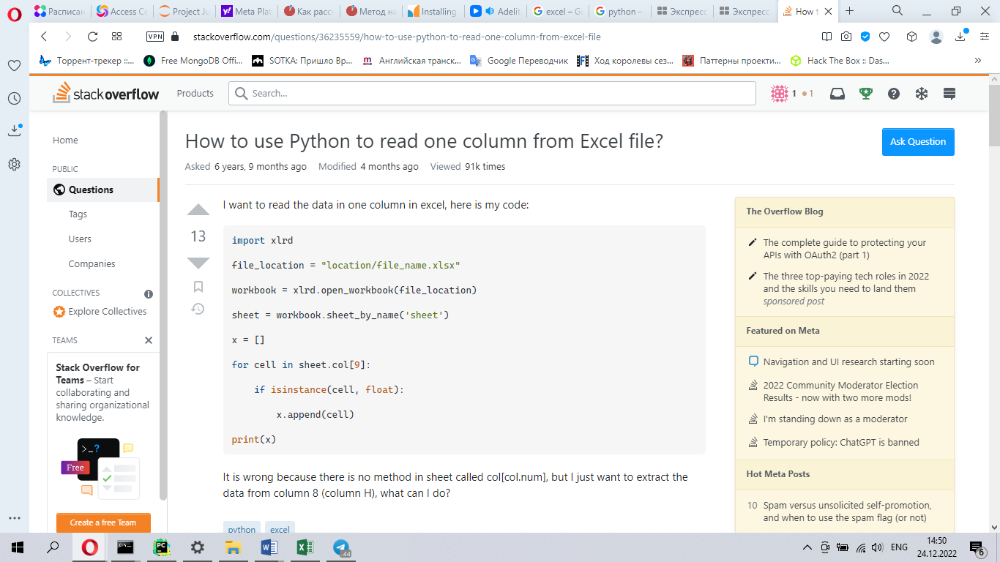 Расписан
Access Co
Project Ju
Meta Plat
Как расс
Метод на
Installing
Adelit
excel – Go
python –
Экспресс
Экспресс
How t
VPN
stackoverflow.com/questions/36235559/how-to-use-python-to-read-one-column-from-excel-file
Торрент-трекер ::...
Free MongoDB Offi...
SOTKA: Пришло Вр...
Английская транск...
Google Переводчик
Ход королевы сез...
Паттерны проекти...
Hack The Box :: Das...
stackoverflow
Products
Search...
1
1
Home
PUBLIC
Questions
Tags
Users
Companies
COLLECTIVES
Explore Collectives
TEAMS
Stack Overflow for
Teams – Start
collaborating and
sharing organizational
knowledge.
>_?
Free
Create a free Team
How to use Python to read one column from Excel file?
Ask Question
Asked 6 years, 9 months ago Modified 4 months ago Viewed 91k times
13
I want to read the data in one column in excel, here is my code:
import xlrd
file_location = "location/file_name.xlsx"
workbook = xlrd.open_workbook(file_location)
sheet = workbook.sheet_by_name('sheet')
x = []
for cell in sheet.col[9]:
if isinstance(cell, float):
x.append(cell)
print(x)
It is wrong because there is no method in sheet called col[col.num], but I just want to extract the
data from column 8 (column H), what can I do?
python
excel
The Overflow Blog
The complete guide to protecting your
APIs with OAuth2 (part 1)
The three top-paying tech roles in 2022
and the skills you need to land them
sponsored post
Featured on Meta
Navigation and UI research starting soon
2022 Community Moderator Election
Results - now with two more mods!
I'm standing down as a moderator
Temporary policy: ChatGPT is banned
Hot Meta Posts
10 Spam versus unsolicited self-promotion,
and when to use the spam flag (or not)
PC
.44
ENG
14:50
24.12.2022
6